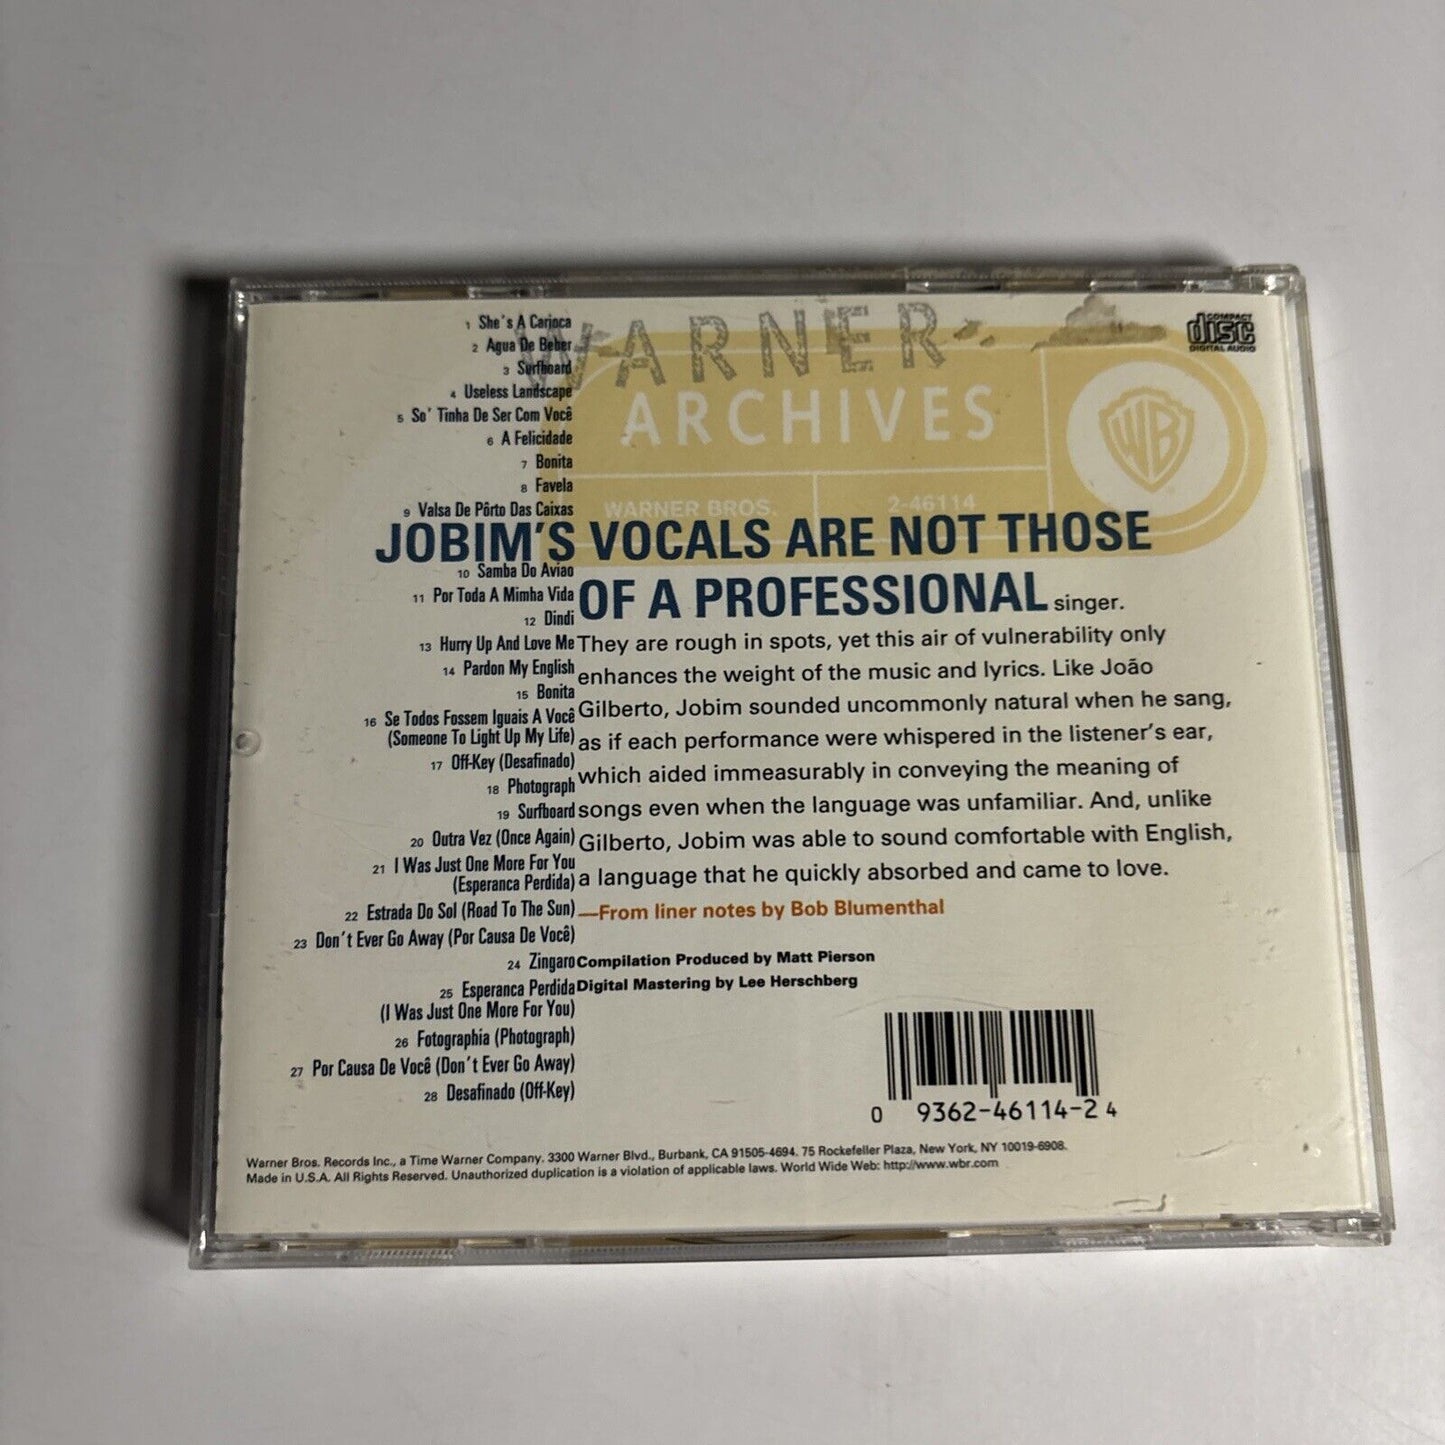 1 She's A Carioca
2 Agua De Beber
3 Surfboard
4 Useless Landscape
5 So' Tinha De Ser Com Você
6 A Felicidade
7 Bonita
8 Favela
9 Valsa De Pôrto Das Caixas
10 Samba Do Aviao
11 Por Toda A Mimha Vida
12 Dindi
13 Hurry Up And Love Me
14 Pardon My English
15 Bonita
16 Se Todos Fossem Iguais A Você
(Someone To Light Up My Life)
17 Off-Key (Desafinado)
18 Photograph
19 Surfboard
20 Outra Vez (Once Again)
21 I Was Just One More For You
(Esperanca Perdida)
22 Estrada Do Sol (Road To The Sun)
23 Don't Ever Go Away (Por Causa De Você)
24 Zingaro
25 Esperanca Perdida
(I Was Just One More For You)
26 Fotographia (Photograph)
27 Por Causa De Você (Don't Ever Go Away)
28 Desafinado (Off-Key)
WARNER
ARCHIVES
WARNER BROS.
2-46114
WB
COMPACT
disc
DIGITAL AUDIO
JOBIM'S VOCALS ARE NOT THOSE
OF A PROFESSIONAL singer.
They are rough in spots, yet this air of vulnerability only
enhances the weight of the music and lyrics. Like João
Gilberto, Jobim sounded uncommonly natural when he sang,
as if each performance were whispered in the listener's ear,
which aided immeasurably in conveying the meaning of
songs even when the language was unfamiliar. And, unlike
Gilberto, Jobim was able to sound comfortable with English,
a language that he quickly absorbed and came to love.
—From liner notes by Bob Blumenthal
Compilation Produced by Matt Pierson
Digital Mastering by Lee Herschberg
0 9362-46114-2 4
Warner Bros. Records Inc., a Time Warner Company. 3300 Warner Blvd., Burbank, CA 91505-4694. 75 Rockefeller Plaza, New York, NY 10019-6908.
Made in U.S.A. All Rights Reserved. Unauthorized duplication is a violation of applicable laws. World Wide Web: http://www.wbr.com